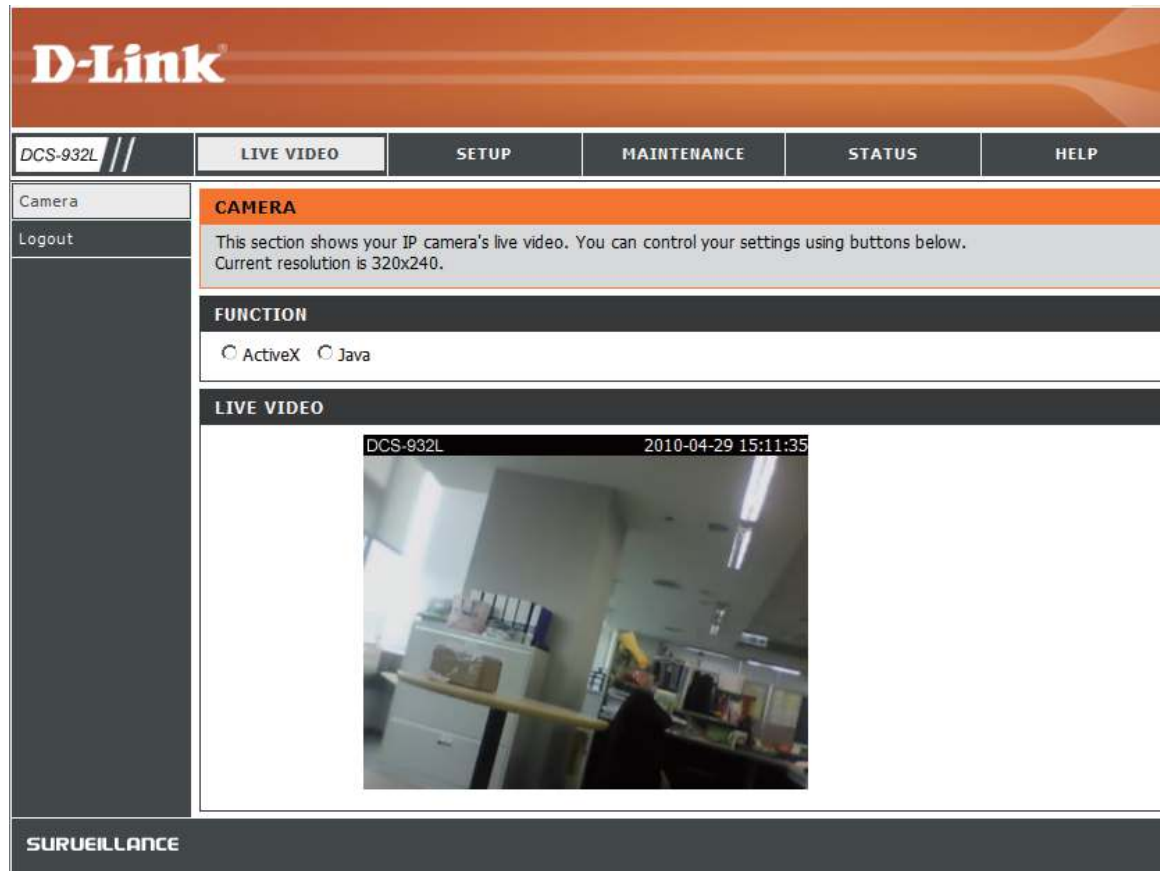 D-Link
DCS-932L
LIVE VIDEO
SETUP
MAINTENANCE
STATUS
HELP
Camera
Logout
CAMERA
This section shows your IP camera's live video. You can control your settings using buttons below.
Current resolution is 320x240.
FUNCTION
ActiveX Java
LIVE VIDEO
DCS-932L 2010-04-29 15:11:35
SURVEILLANCE